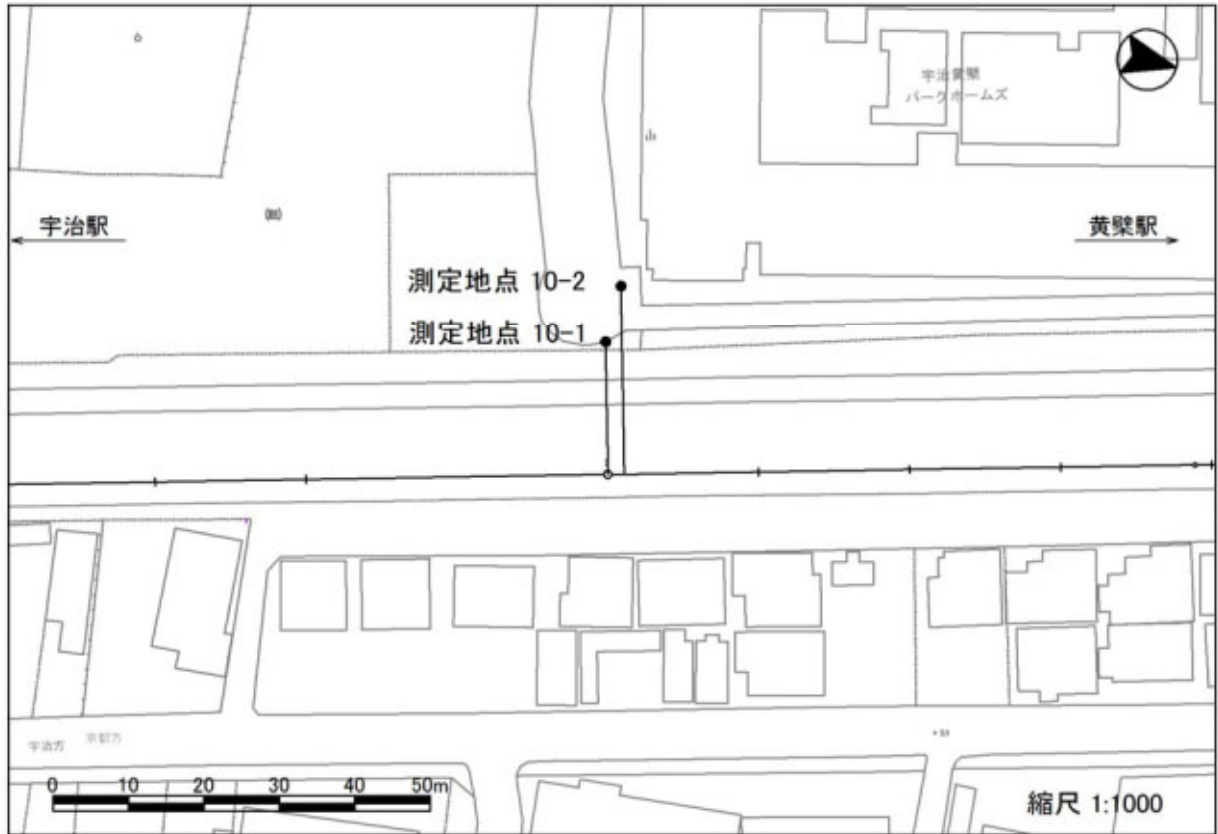 宇治黄檗
パークホームズ
宇治駅
黄檗駅
測定地点 10-2
測定地点 10-1
宇治方 京都方
0 10 20 30 40 50m
縮尺 1:1000